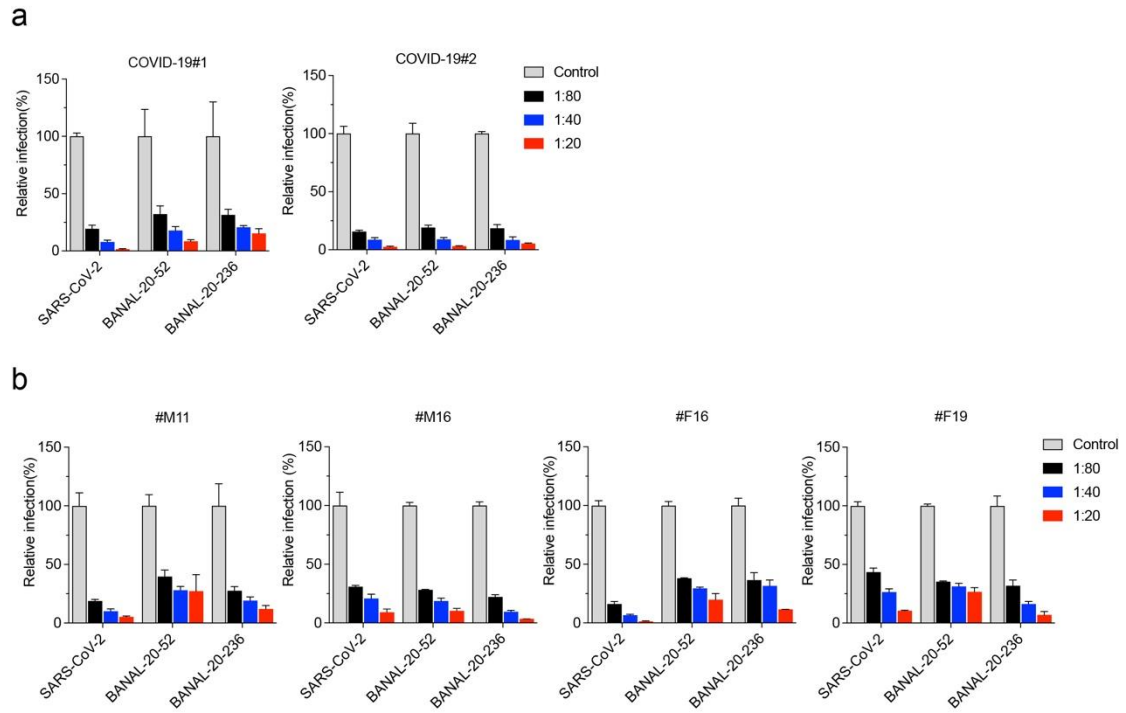 a
COVID-19#1
COVID-19#2
Relative infection(%)
150
100
50
0
SARS-CoV-2
BANAL-20-52
BANAL-20-236
Relative infection(%)
150
100
50
0
SARS-CoV-2
BANAL-20-52
BANAL-20-236
Control
1:80
1:40
1:20
b
#M11
#M16
#F16
#F19
Relative infection(%)
150
100
50
0
SARS-CoV-2
BANAL-20-52
BANAL-20-236
Relative infection (%)
150
100
50
0
SARS-CoV-2
BANAL-20-52
BANAL-20-236
Relative infection(%)
150
100
50
0
SARS-CoV-2
BANAL-20-52
BANAL-20-236
Relative infection(%)
150
100
50
0
SARS-CoV-2
BANAL-20-52
BANAL-20-236
Control
1:80
1:40
1:20